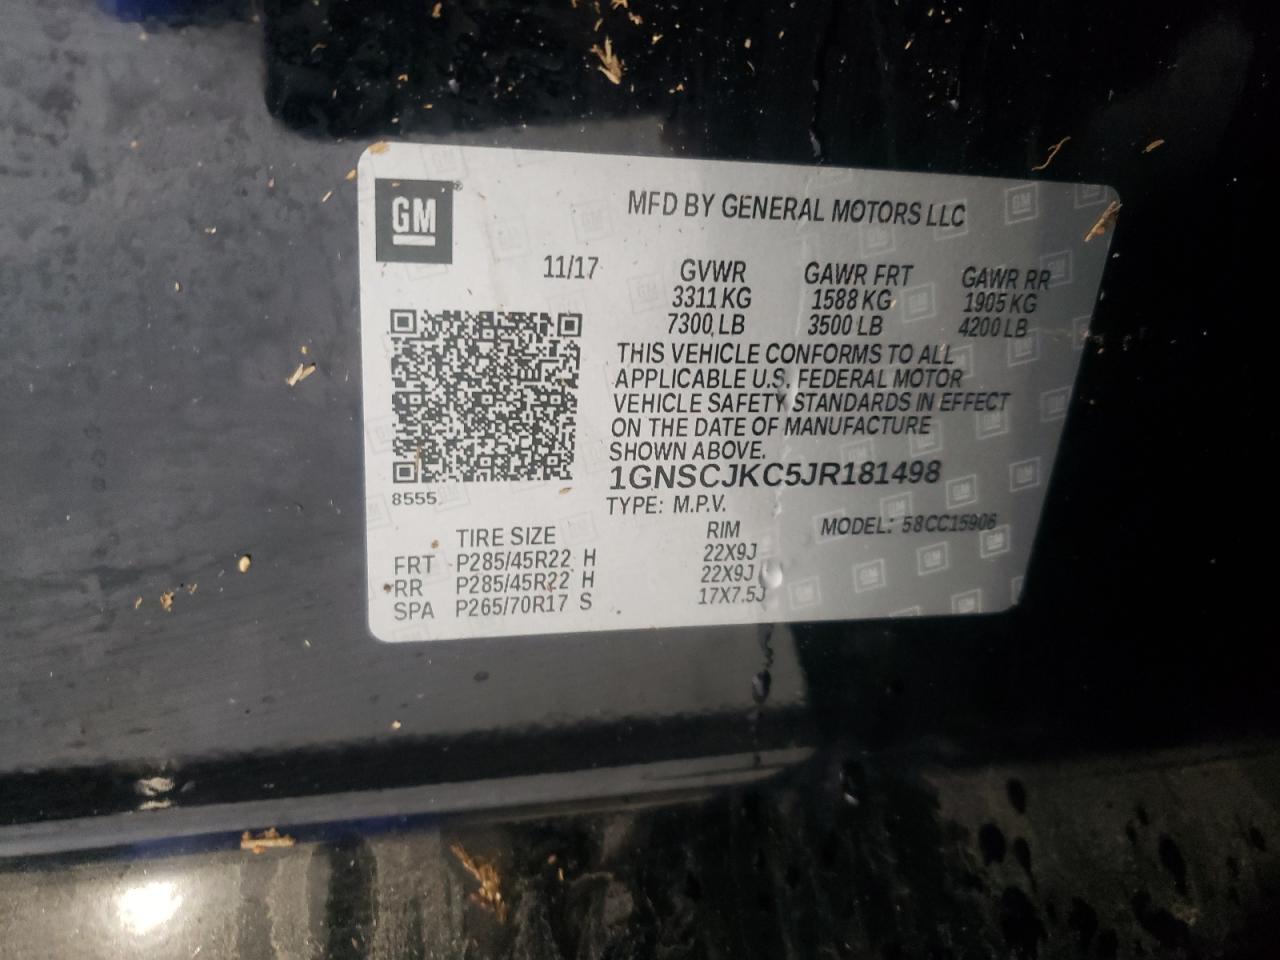 GM®
MFD BY GENERAL MOTORS LLC
11/17 GVWR GAWR FRT GAWR RR
3311 KG 1588 KG 1905 KG
7300 LB 3500 LB 4200 LB
THIS VEHICLE CONFORMS TO ALL
APPLICABLE U.S. FEDERAL MOTOR
VEHICLE SAFETY STANDARDS IN EFFECT
ON THE DATE OF MANUFACTURE
SHOWN ABOVE.
1GNSCJKC5JR181498
8555
TYPE: M.P.V. MODEL: 58CC15906
TIRE SIZE RIM
FRT P285/45R22 H 22X9J
RR P285/45R22 H 22X9J
SPA P265/70R17 S 17X7.5J